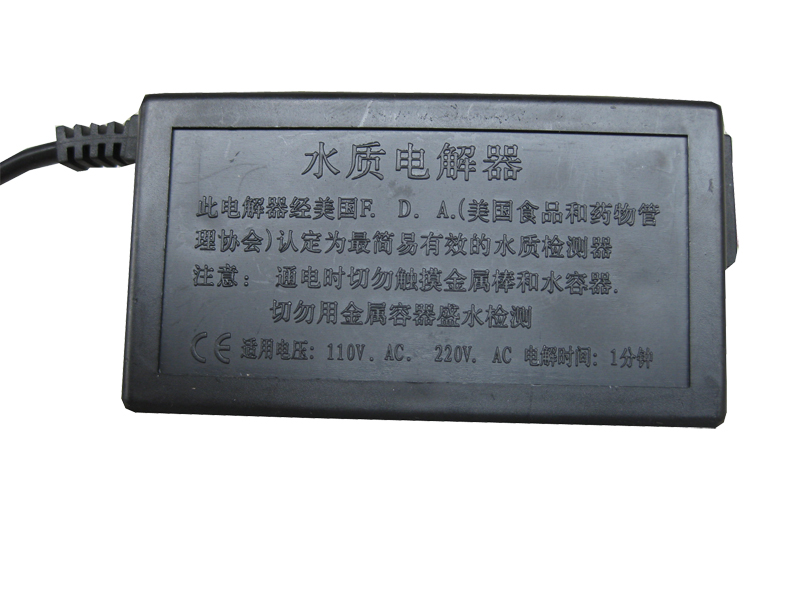 水质电解器
此电解器经美国F. D. A.(美国食品和药物管
理协会)认定为最简易有效的水质检测器
注意: 通电时切勿触摸金属棒和水容器.
切勿用金属容器盛水检测
CE 适用电压: 110V. AC. 220V. AC 电解时间: 1分钟